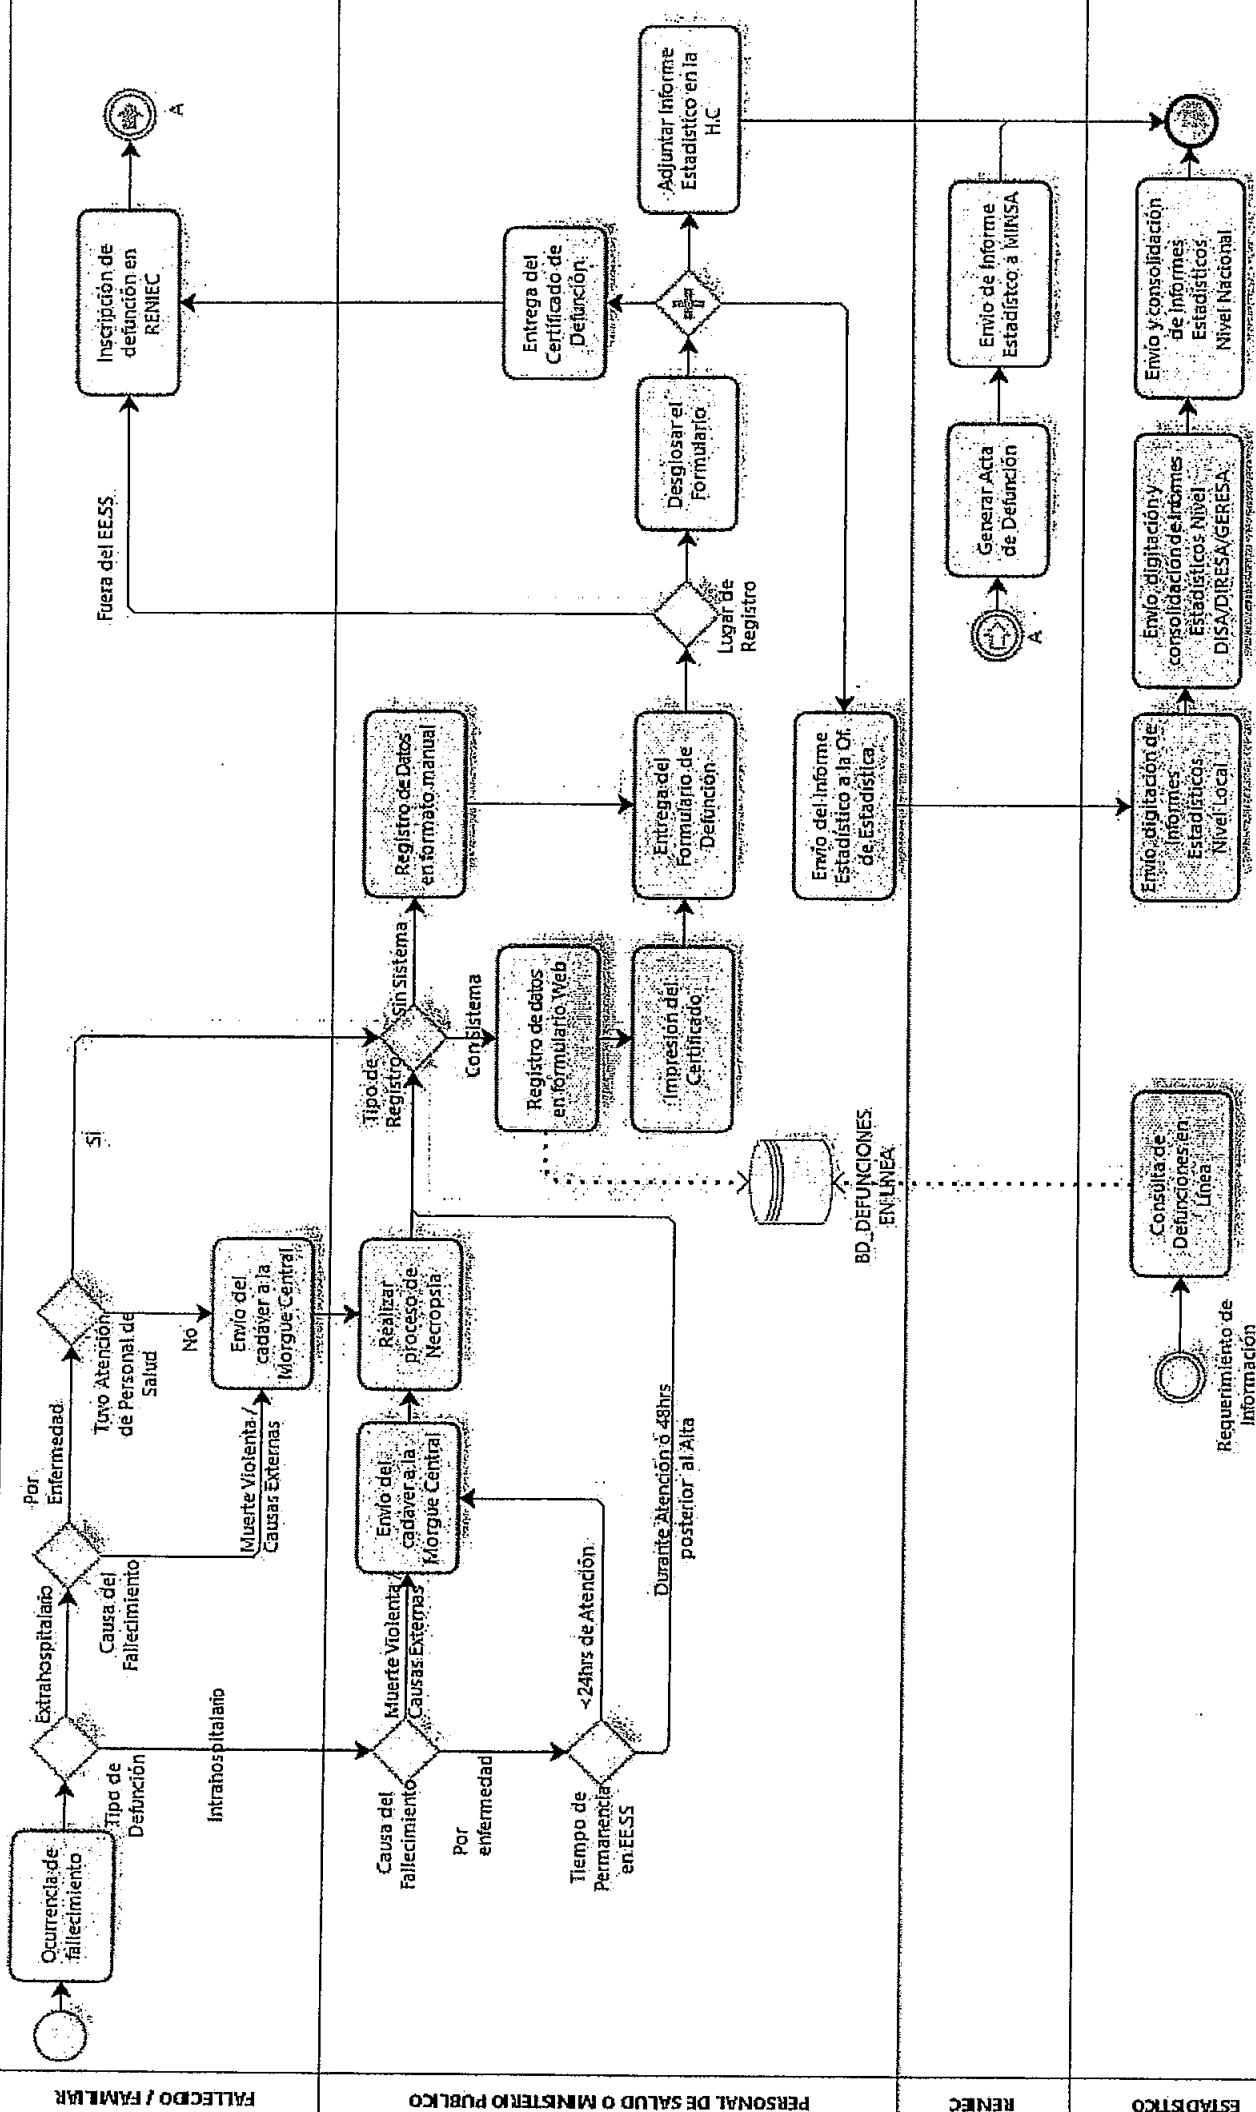 FALLECIDO / FAMILIAR
Ocurrencia de
fallecimiento
Tipo de
Defunción
Extrahospitalario
Intrahospitalario
Causa del
Fallecimiento
Por
Enfermedad
Muerte Violenta /
Causas Externas
Tuvo Atención
de Personal de
Salud
Si
No
Envío del
cadáver a la
Morgue Central
Fuera del EESS
Inscripción de
defunción en
RENIEC
A
PERSONAL DE SALUD O MINISTERIO PUBLICO
Causa del
Fallecimiento
Muerte Violenta /
Causas Externas
Por
enfermedad
Tiempo de
Permanencia
en EESS
<24hrs de Atención
Durante Atención ó 48hrs
posterior al Alta
Envío del
cadáver a la
Morgue Central
Realizar
proceso de
Necropsia
Tipo de
Registro
Sin Sistema
Con Sistema
Registro de Datos
en formato manual
Registro de datos
en formulario Web
Impresión del
Certificado
Entrega del
Formulario de
Defunción
BD_DEFUNCIONES
EN LINEA
Lugar de
Registro
Desglosar el
Formulario
Entrega del
Certificado de
Defunción
Adjuntar Informe
Estadístico en la
H.C
Envío del Informe
Estadístico a la Of.
de Estadística
RENIEC
A
Generar Acta
de Defunción
Envío de Informe
Estadístco a MINSA
ESTADISTICO
Requerimiento de
Información
Consulta de
Defunciones en
Línea
Envío digitación de
Informes
Estadísticos
Nivel Local
Envío, digitación y
consolidación de Informes
Estadísticos Nivel
DISA/DIRESA/GERESA
Envío y consolidación
de Informes
Estadísticos
Nivel Nacional